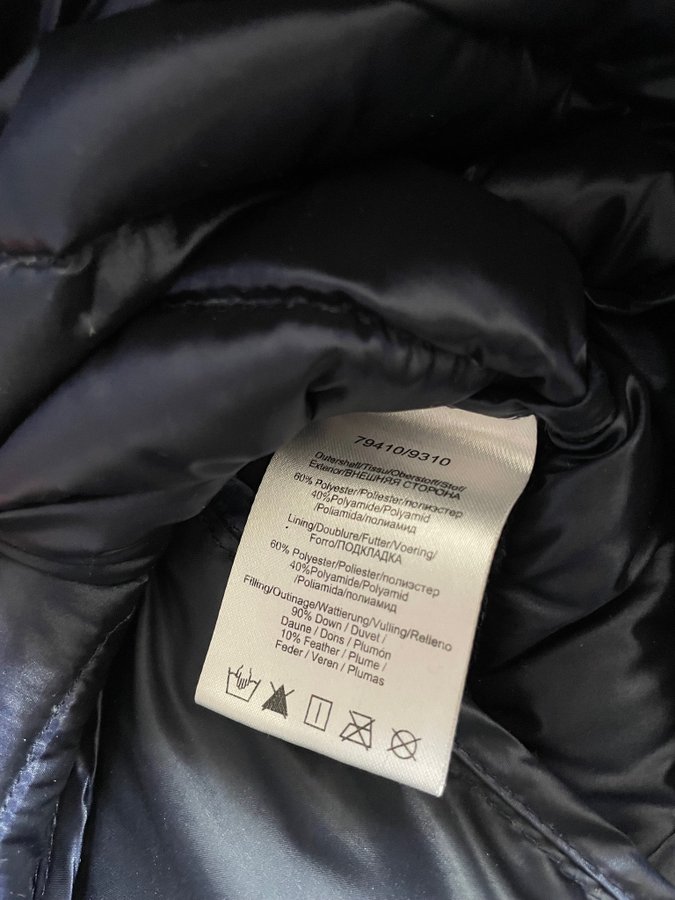 79410/9310
Outershell/Tissu/Oberstoff/Stof/
Exterior/ВНЕШНЯЯ СТОРОНА
60% Polyester/Poliester/полиэстер
40%Polyamide/Polyamid
/Poliamida/полиамид
Lining/Doublure/Futter/Voering/
Forro/ПОДКЛАДКА
60% Polyester/Poliester/полиэстер
40%Polyamide/Polyamid
/Poliamida/полиамид
Filling/Outinage/Wattierung/Vulling/Relleno
90% Down / Duvet /
Daune / Dons / Plumón
10% Feather / Plume /
Feder / Veren / Plumas